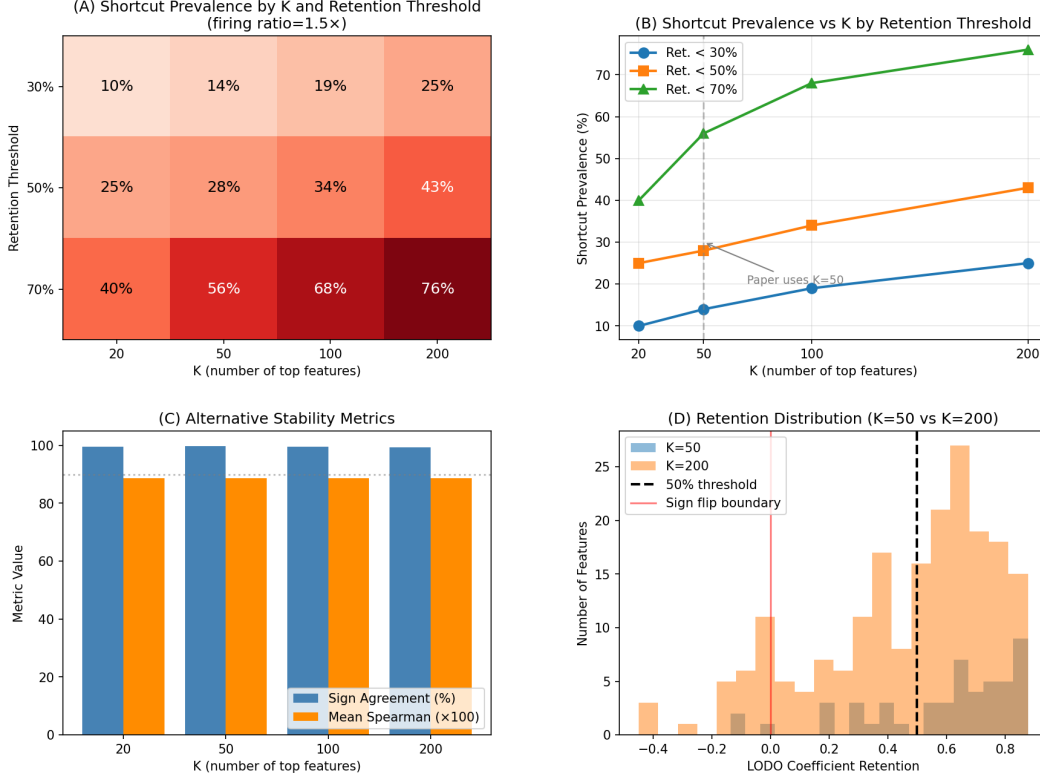 (A) Shortcut Prevalence by K and Retention Threshold
(firing ratio=1.5×)
Retention Threshold
30%
10%
14%
19%
25%
50%
25%
28%
34%
43%
70%
40%
56%
68%
76%
20
50
100
200
K (number of top features)
(B) Shortcut Prevalence vs K by Retention Threshold
Ret. < 30%
Ret. < 50%
Ret. < 70%
Shortcut Prevalence (%)
70
60
50
40
30
20
10
Paper uses K=50
20
50
100
200
K (number of top features)
(C) Alternative Stability Metrics
Metric Value
100
80
60
40
20
0
Sign Agreement (%)
Mean Spearman (×100)
20
50
100
200
K (number of top features)
(D) Retention Distribution (K=50 vs K=200)
K=50
K=200
50% threshold
Sign flip boundary
Number of Features
25
20
15
10
5
0
−0.4
−0.2
0.0
0.2
0.4
0.6
0.8
LODO Coefficient Retention